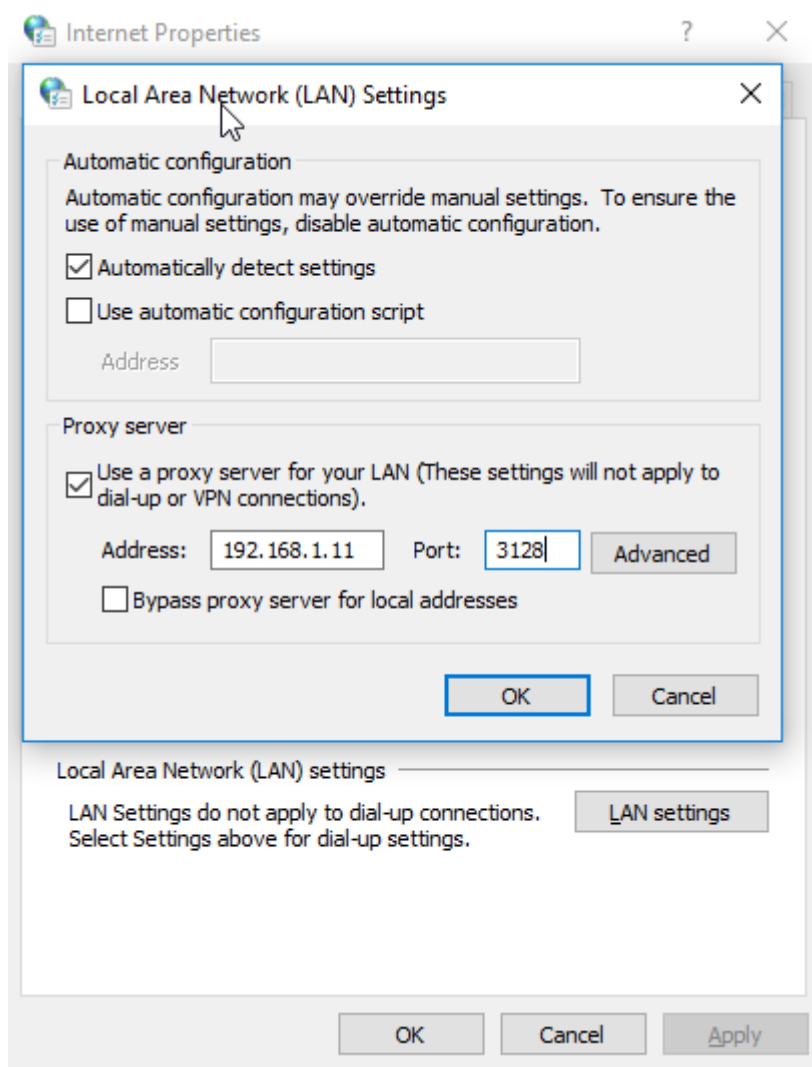 Internet Properties
?
Local Area Network (LAN) Settings
Automatic configuration
Automatic configuration may override manual settings. To ensure the
use of manual settings, disable automatic configuration.
Automatically detect settings
Use automatic configuration script
Address
Proxy server
Use a proxy server for your LAN (These settings will not apply to
dial-up or VPN connections).
Address: 192.168.1.11 Port: 3128 Advanced
Bypass proxy server for local addresses
OK Cancel
Local Area Network (LAN) settings
LAN Settings do not apply to dial-up connections. LAN settings
Select Settings above for dial-up settings.
OK Cancel Apply